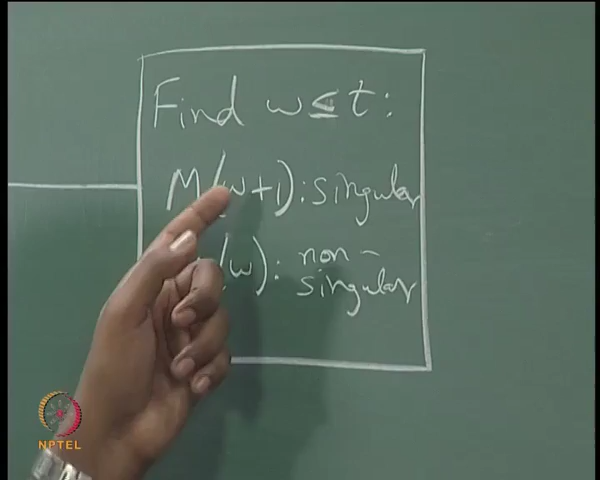 Find w ≤ t:
M(w+1): singular
(w): non-
singular
NPTEL